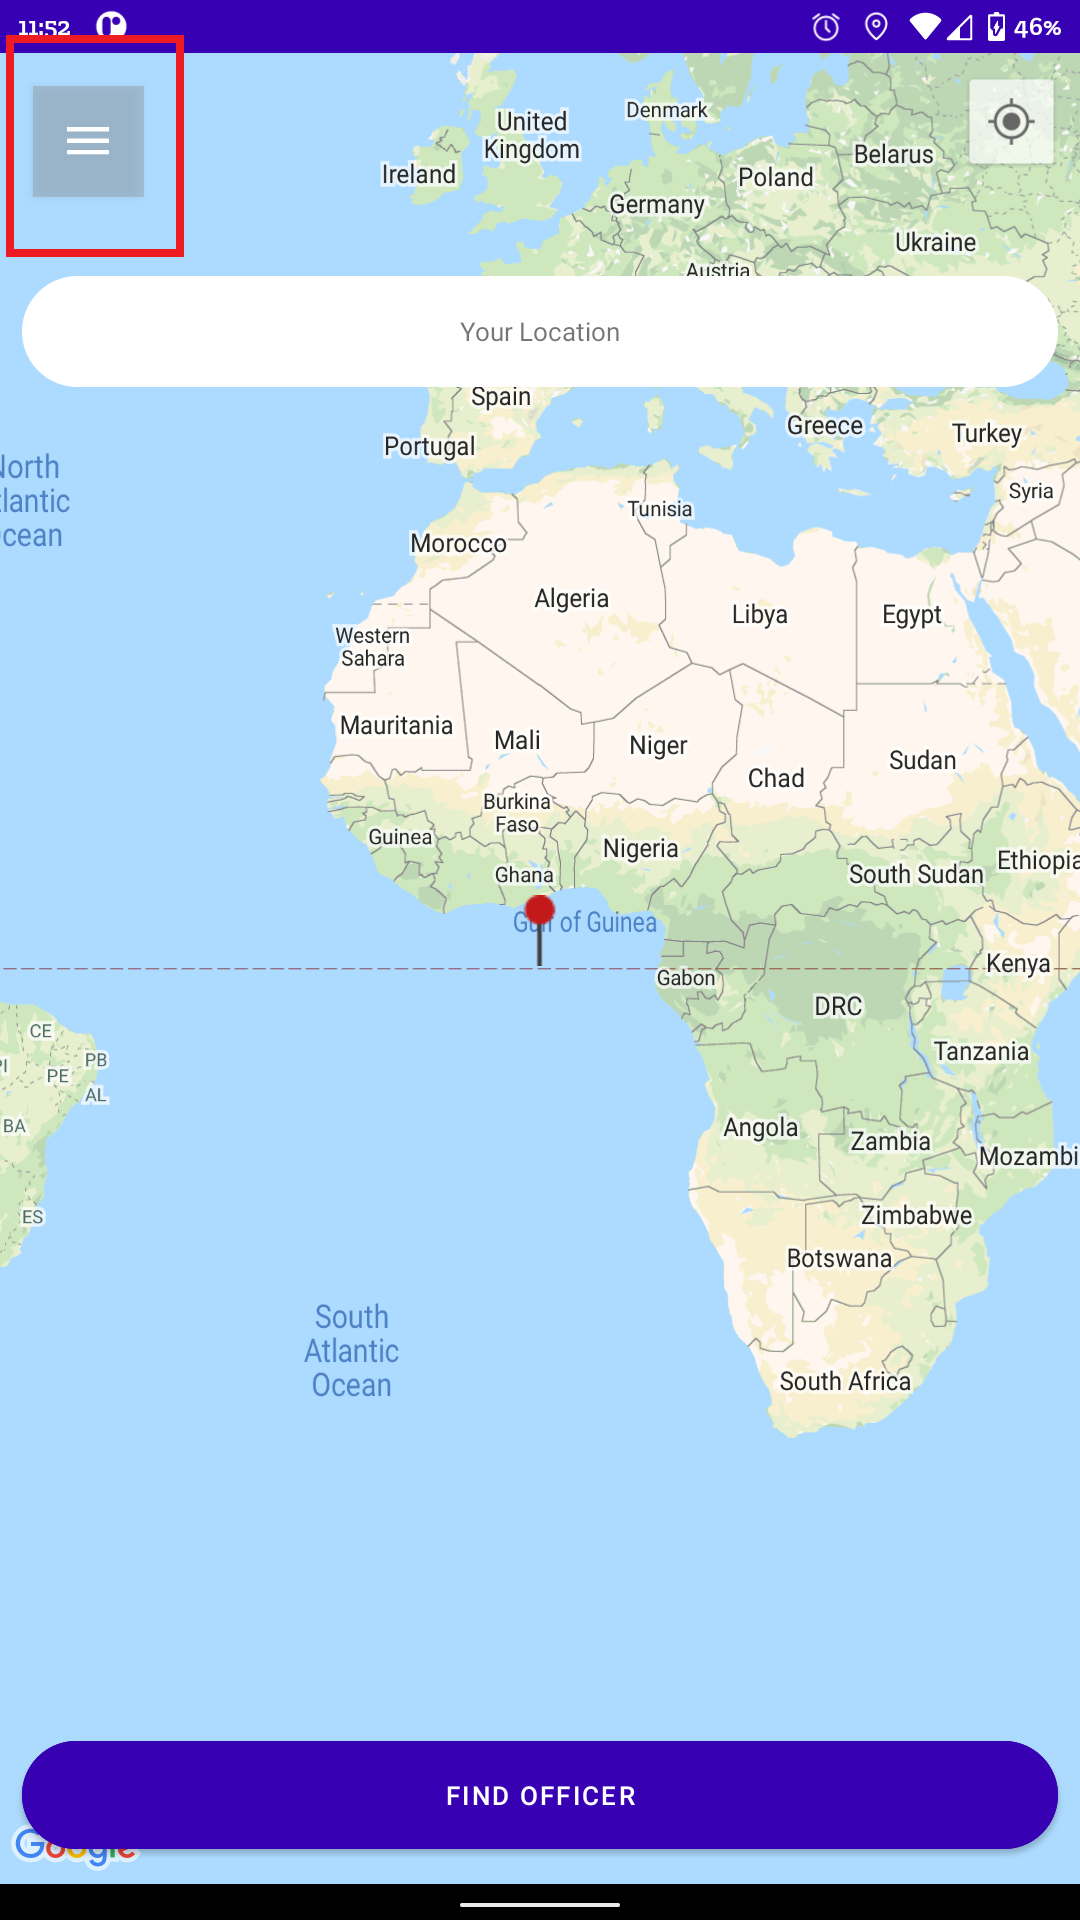 11:52
46%
United
Kingdom
Denmark
Ireland
Belarus
Poland
Germany
Ukraine
Austria
Your Location
Spain
Portugal
Greece
Turkey
North
Atlantic
Ocean
Syria
Tunisia
Morocco
Algeria
Libya
Egypt
Western
Sahara
Mauritania
Mali
Niger
Chad
Sudan
Burkina
Faso
Guinea
Nigeria
Ghana
South Sudan
Ethiopia
Gulf of Guinea
Kenya
Gabon
DRC
CE
PI
PB
PE
AL
BA
ES
Tanzania
Angola
Zambia
Mozambi
Zimbabwe
Botswana
South
Atlantic
Ocean
South Africa
FIND OFFICER
Google